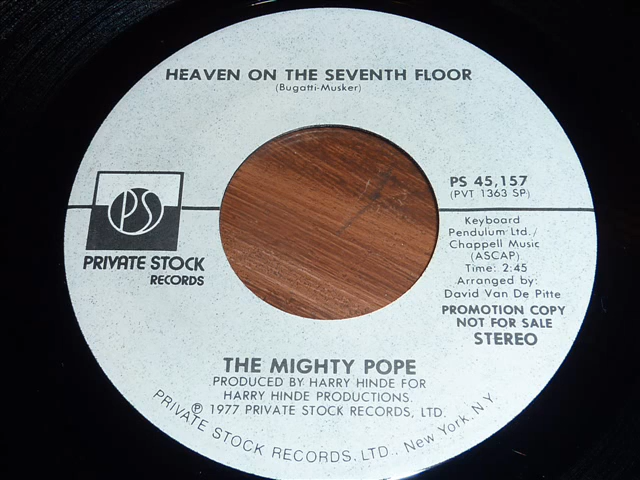 HEAVEN ON THE SEVENTH FLOOR
(Bugatti-Musker)
PS
PRIVATE STOCK
RECORDS
PS 45,157
(PVT 1363 SP)
Keyboard
Pendulum Ltd./
Chappell Music
(ASCAP)
Time: 2:45
Arranged by:
David Van De Pitte
PROMOTION COPY
NOT FOR SALE
STEREO
THE MIGHTY POPE
PRODUCED BY HARRY HINDE FOR
HARRY HINDE PRODUCTIONS.
℗ 1977 PRIVATE STOCK RECORDS, LTD.
PRIVATE STOCK RECORDS, LTD., New York, N.Y.